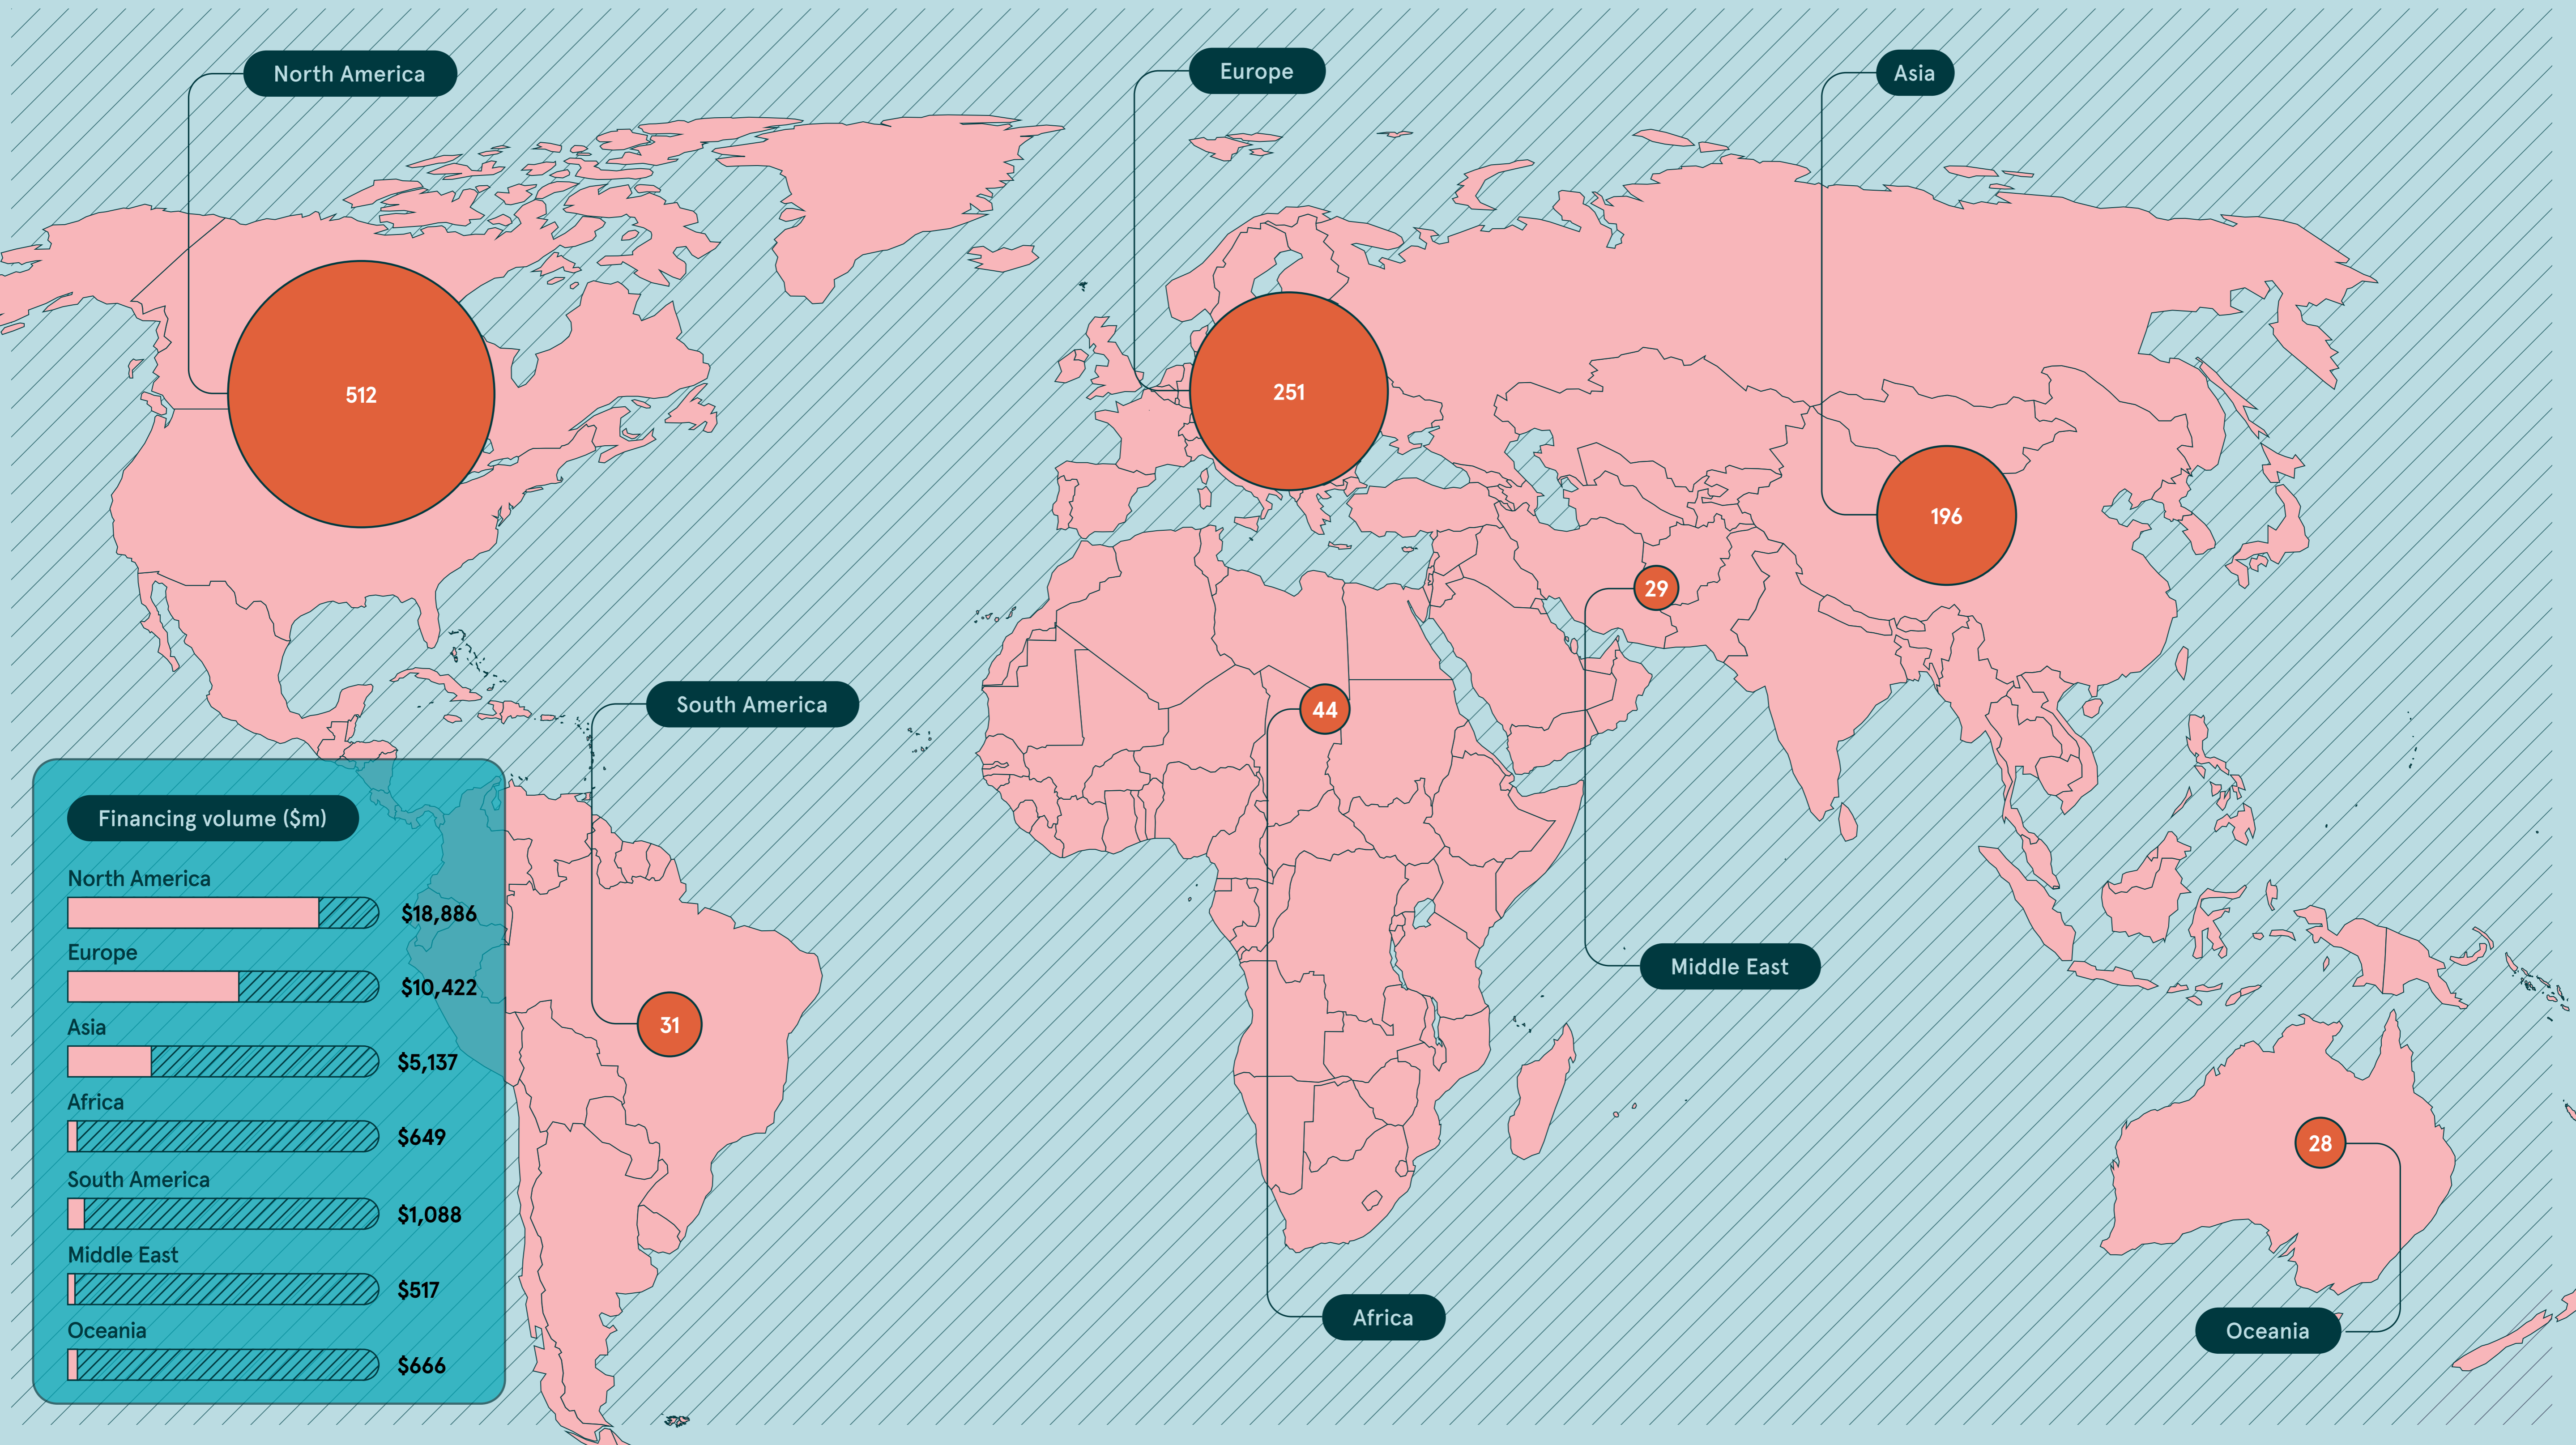 North America
Europe
Asia
512
251
196
29
South America
44
Financing volume ($m)
North America
$18,886
Europe
$10,422
Asia
$5,137
Africa
$649
South America
$1,088
Middle East
$517
Oceania
$666
31
Middle East
28
Africa
Oceania